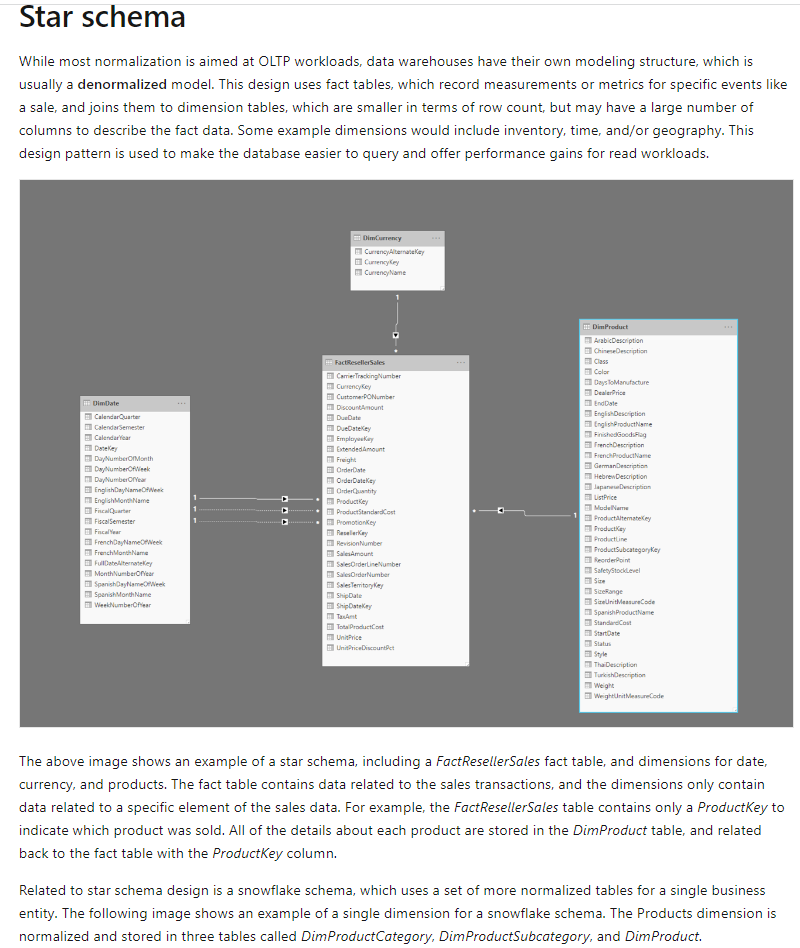 Star schema
While most normalization is aimed at OLTP workloads, data warehouses have their own modeling structure, which is
usually a denormalized model. This design uses fact tables, which record measurements or metrics for specific events like
a sale, and joins them to dimension tables, which are smaller in terms of row count, but may have a large number of
columns to describe the fact data. Some example dimensions would include inventory, time, and/or geography. This
design pattern is used to make the database easier to query and offer performance gains for read workloads.
DimCurrency
CurrencyAlternateKey
CurrencyKey
CurrencyName
1
FactResellerSales
CarrierTrackingNumber
CurrencyKey
CustomerPONumber
DiscountAmount
DueDate
DueDateKey
EmployeeKey
ExtendedAmount
Freight
OrderDate
OrderDateKey
OrderQuantity
ProductKey
ProductStandardCost
PromotionKey
ResellerKey
RevisionNumber
SalesAmount
SalesOrderLineNumber
SalesOrderNumber
SalesTerritoryKey
ShipDate
ShipDateKey
TaxAmt
TotalProductCost
UnitPrice
UnitPriceDiscountPct
DimDate
CalendarQuarter
CalendarSemester
CalendarYear
DateKey
DayNumberOfMonth
DayNumberOfWeek
DayNumberOfYear
EnglishDayNameOfWeek
EnglishMonthName
FiscalQuarter
FiscalSemester
FiscalYear
FrenchDayNameOfWeek
FrenchMonthName
FullDateAlternateKey
MonthNumberOfYear
SpanishDayNameOfWeek
SpanishMonthName
WeekNumberOfYear
1
1
1
1
DimProduct
ArabicDescription
ChineseDescription
Class
Color
DaysToManufacture
DealerPrice
EndDate
EnglishDescription
EnglishProductName
FinishedGoodsFlag
FrenchDescription
FrenchProductName
GermanDescription
HebrewDescription
JapaneseDescription
ListPrice
ModelName
ProductAlternateKey
ProductKey
ProductLine
ProductSubcategoryKey
ReorderPoint
SafetyStockLevel
Size
SizeRange
SizeUnitMeasureCode
SpanishProductName
StandardCost
StartDate
Status
Style
ThaiDescription
TurkishDescription
Weight
WeightUnitMeasureCode
The above image shows an example of a star schema, including a FactResellerSales fact table, and dimensions for date,
currency, and products. The fact table contains data related to the sales transactions, and the dimensions only contain
data related to a specific element of the sales data. For example, the FactResellerSales table contains only a ProductKey to
indicate which product was sold. All of the details about each product are stored in the DimProduct table, and related
back to the fact table with the ProductKey column.
Related to star schema design is a snowflake schema, which uses a set of more normalized tables for a single business
entity. The following image shows an example of a single dimension for a snowflake schema. The Products dimension is
normalized and stored in three tables called DimProductCategory, DimProductSubcategory, and DimProduct.